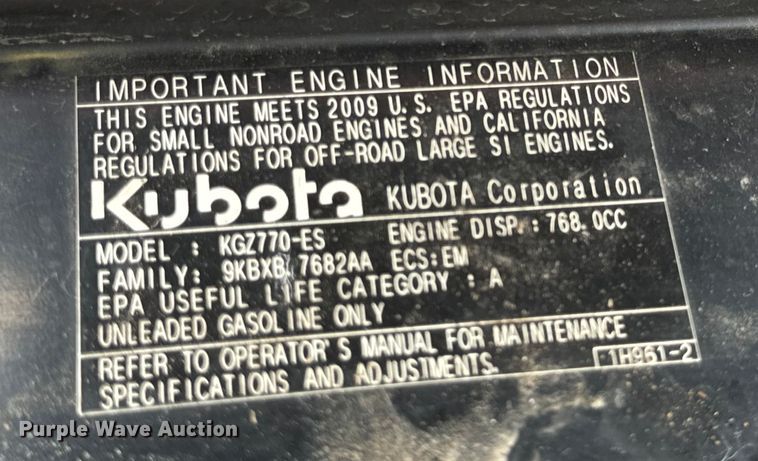 IMPORTANT ENGINE INFORMATION
THIS ENGINE MEETS 2009 U.S. EPA REGULATIONS
FOR SMALL NONROAD ENGINES AND CALIFORNIA
REGULATIONS FOR OFF-ROAD LARGE SI ENGINES.
Kubota KUBOTA Corporation
MODEL : KGZ770-ES ENGINE DISP.: 768.0CC
FAMILY: 9KBXB.7682AA ECS:EM
EPA USEFUL LIFE CATEGORY : A
UNLEADED GASOLINE ONLY
REFER TO OPERATOR'S MANUAL FOR MAINTENANCE
SPECIFICATIONS AND ADJUSTMENTS. 1H961-2
Purple Wave Auction